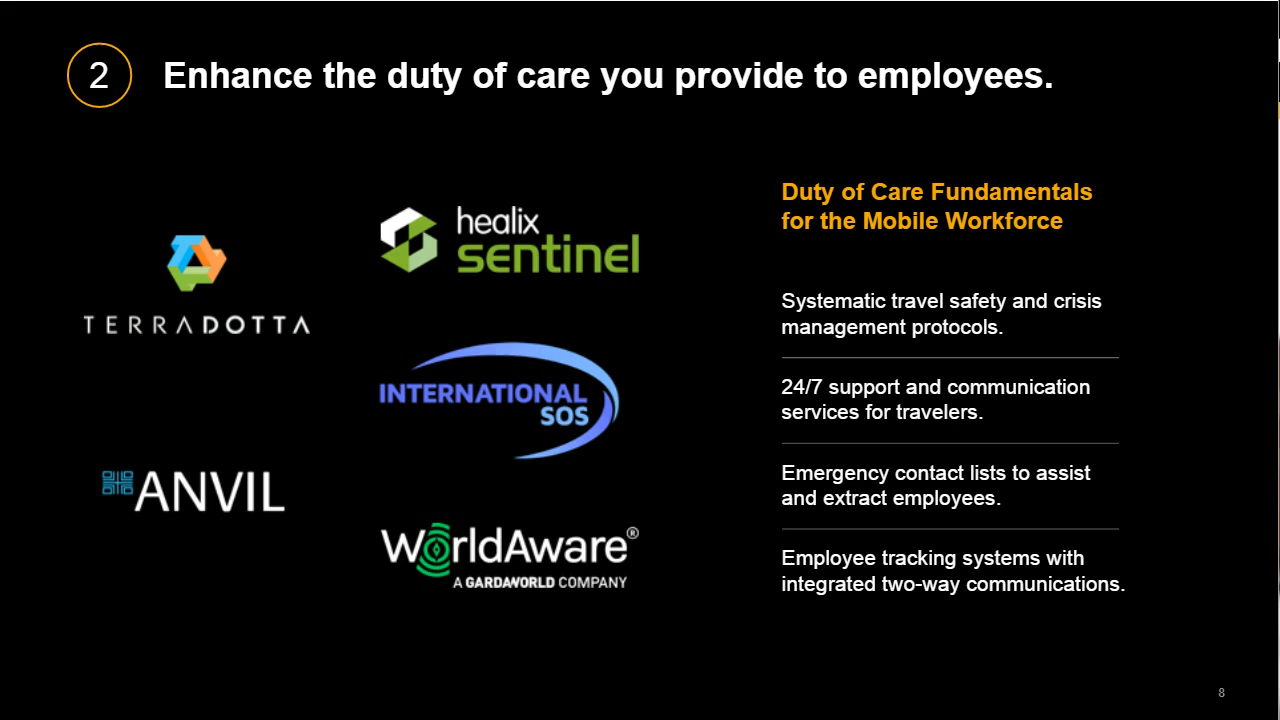 2
Enhance the duty of care you provide to employees.
TERRADOTTA
ANVIL
healix
sentinel
INTERNATIONAL
SOS
WorldAware®
A GARDAWORLD COMPANY
Duty of Care Fundamentals
for the Mobile Workforce
Systematic travel safety and crisis
management protocols.
24/7 support and communication
services for travelers.
Emergency contact lists to assist
and extract employees.
Employee tracking systems with
integrated two-way communications.
8